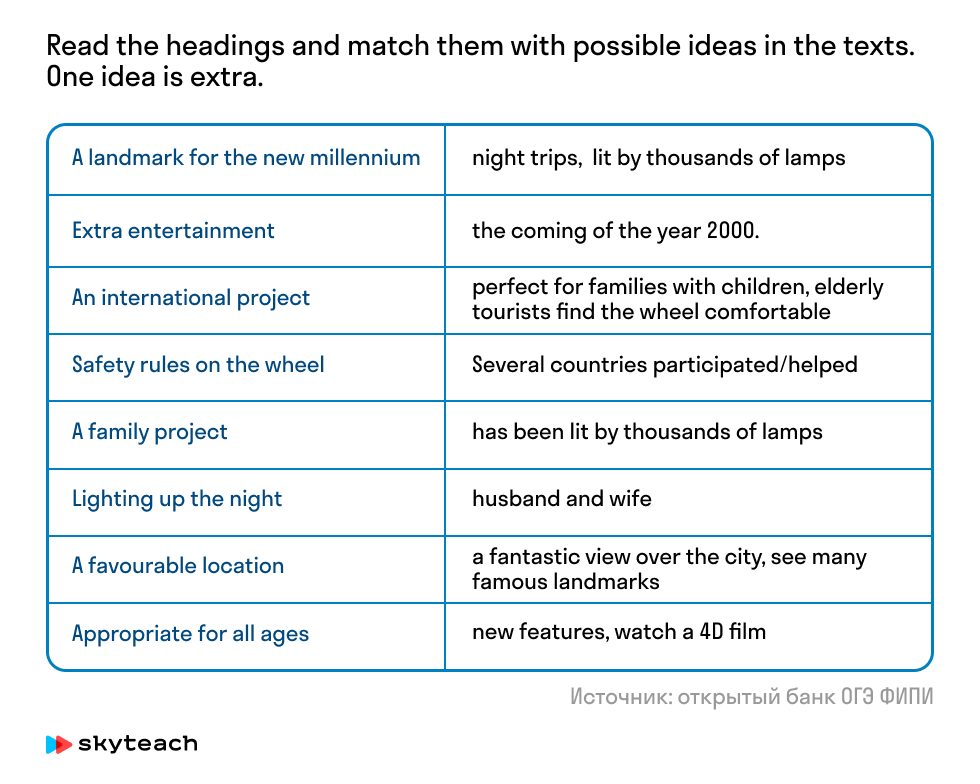 Read the headings and match them with possible ideas in the texts.
One idea is extra.
A landmark for the new millennium
night trips, lit by thousands of lamps
Extra entertainment
the coming of the year 2000.
An international project
perfect for families with children, elderly
tourists find the wheel comfortable
Safety rules on the wheel
Several countries participated/helped
A family project
has been lit by thousands of lamps
Lighting up the night
husband and wife
A favourable location
a fantastic view over the city, see many
famous landmarks
Appropriate for all ages
new features, watch a 4D film
Источник: открытый банк ОГЭ ФИПИ
skyteach